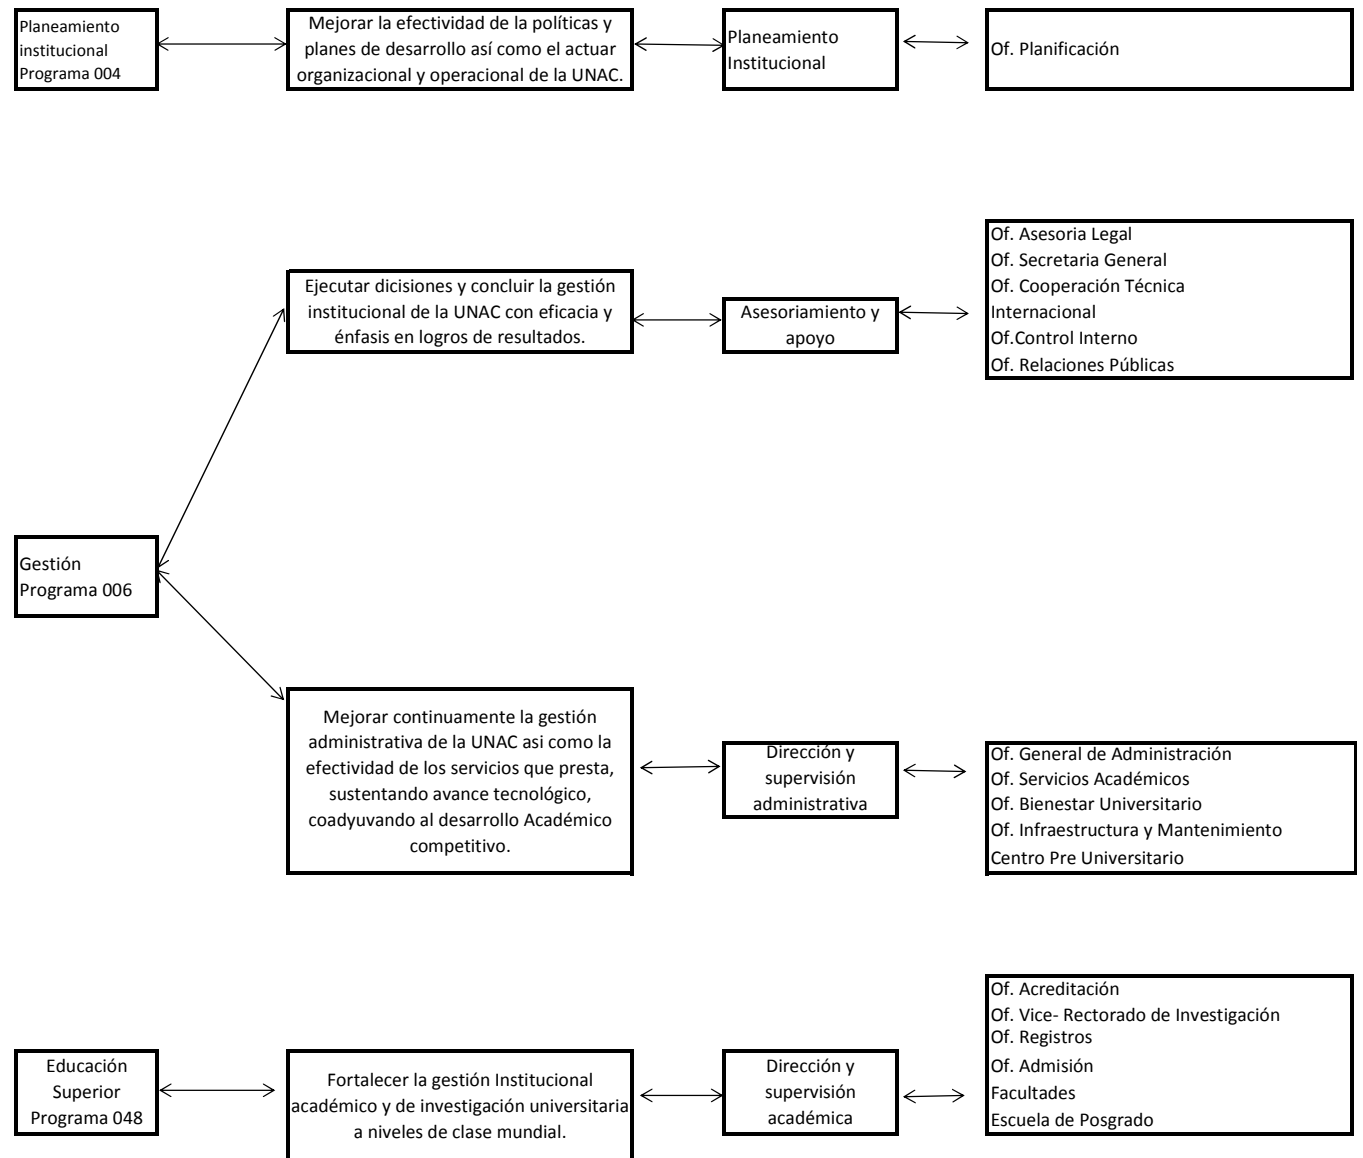 Planeamiento
institucional
Programa 004
Mejorar la efectividad de la políticas y
planes de desarrollo así como el actuar
organizacional y operacional de la UNAC.
Planeamiento
Institucional
Of. Planificación
Gestión
Programa 006
Ejecutar dicisiones y concluir la gestión
institucional de la UNAC con eficacia y
énfasis en logros de resultados.
Asesoriamiento y
apoyo
Of. Asesoria Legal
Of. Secretaria General
Of. Cooperación Técnica
Internacional
Of.Control Interno
Of. Relaciones Públicas
Mejorar continuamente la gestión
administrativa de la UNAC asi como la
efectividad de los servicios que presta,
sustentando avance tecnológico,
coadyuvando al desarrollo Académico
competitivo.
Dirección y
supervisión
administrativa
Of. General de Administración
Of. Servicios Académicos
Of. Bienestar Universitario
Of. Infraestructura y Mantenimiento
Centro Pre Universitario
Educación
Superior
Programa 048
Fortalecer la gestión Institucional
académico y de investigación universitaria
a niveles de clase mundial.
Dirección y
supervisión
académica
Of. Acreditación
Of. Vice- Rectorado de Investigación
Of. Registros
Of. Admisión
Facultades
Escuela de Posgrado